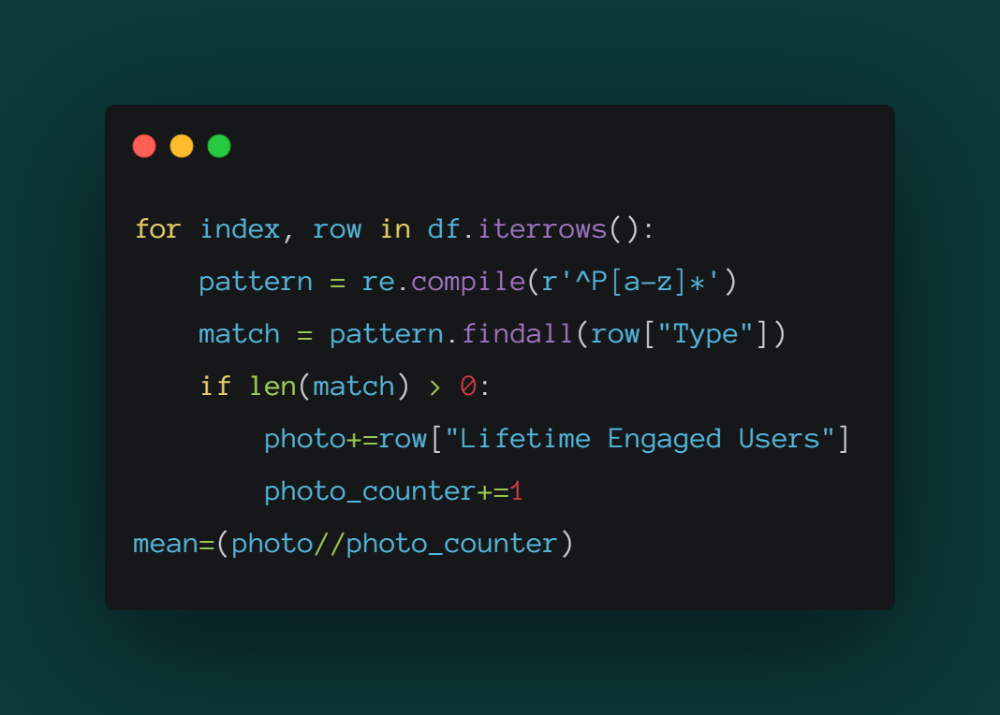 for index, row in df.iterrows():
    pattern = re.compile(r'^P[a-z]*')
    match = pattern.findall(row["Type"])
    if len(match) > 0:
        photo+=row["Lifetime Engaged Users"]
        photo_counter+=1
mean=(photo//photo_counter)